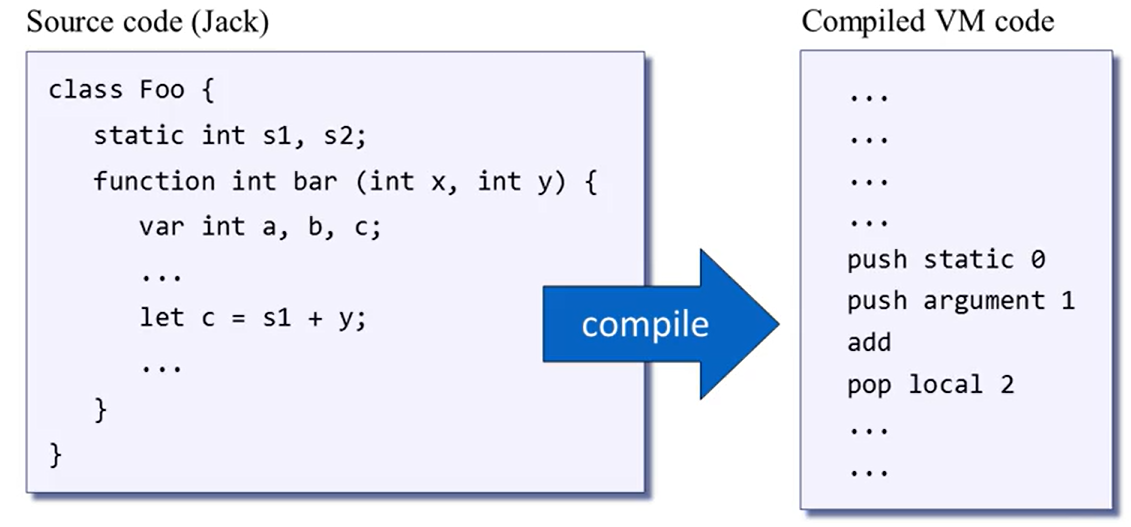 Source code (Jack)
class Foo {
static int s1, s2;
function int bar (int x, int y) {
var int a, b, c;
...
let c = s1 + y;
...
}
}
compile
Compiled VM code
...
...
...
...
push static 0
push argument 1
add
pop local 2
...
...